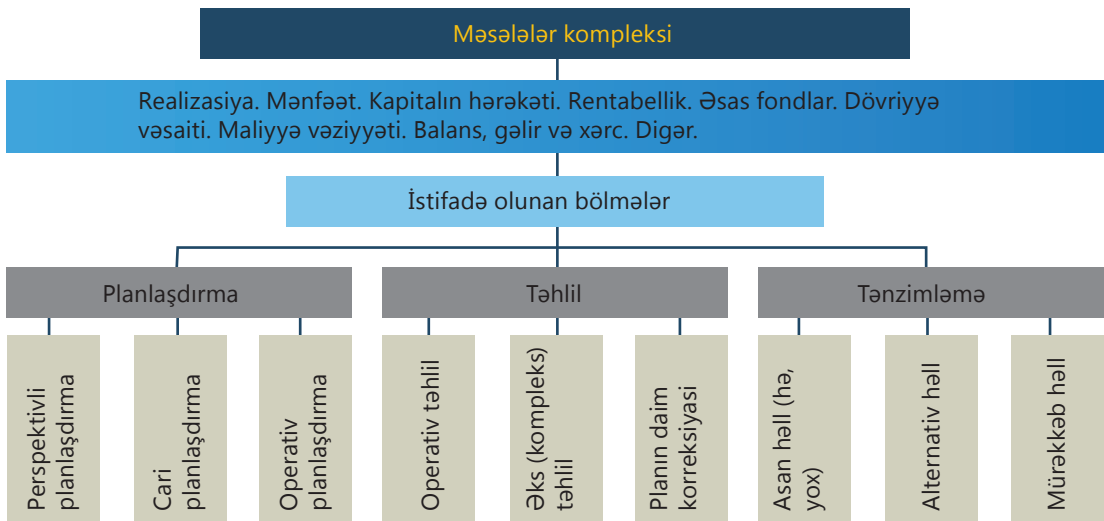 Məsələlər kompleksi
Realizasiya. Mənfəət. Kapitalın hərəkəti. Rentabellik. Əsas fondlar. Dövriyyə
vəsaiti. Maliyyə vəziyyəti. Balans, gəlir və xərc. Digər.
İstifadə olunan bölmələr
Planlaşdırma
Təhlil
Tənzimləmə
Perspektivli
planlaşdırma
Cari
planlaşdırma
Operativ
planlaşdırma
Operativ təhlil
Əks (kompleks)
təhlil
Planın daim
korreksiyasi
Asan həll (hə,
yox)
Alternativ həll
Mürəkkəb həll